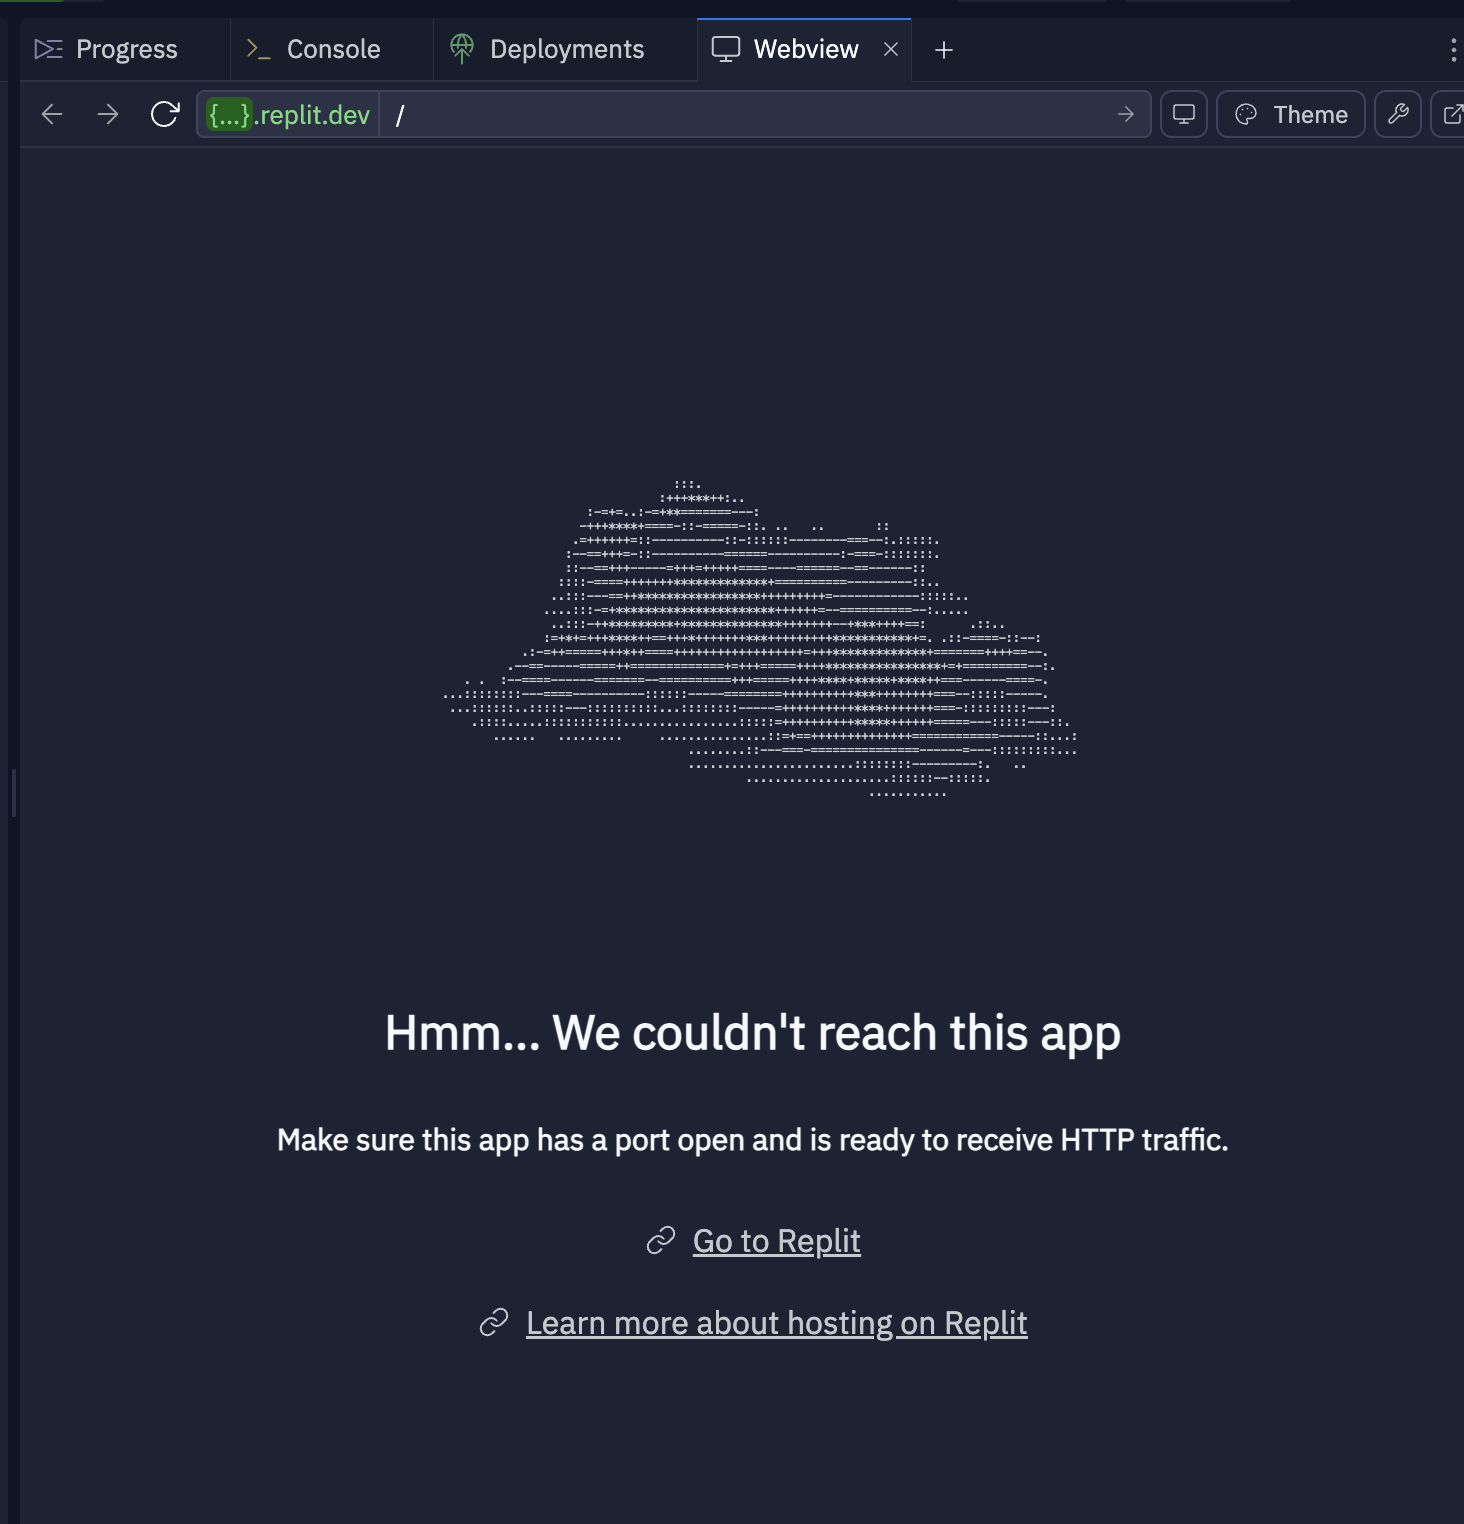 Progress
Console
Deployments
Webview
{...}.replit.dev /
Theme
Hmm... We couldn't reach this app
Make sure this app has a port open and is ready to receive HTTP traffic.
Go to Replit
Learn more about hosting on Replit